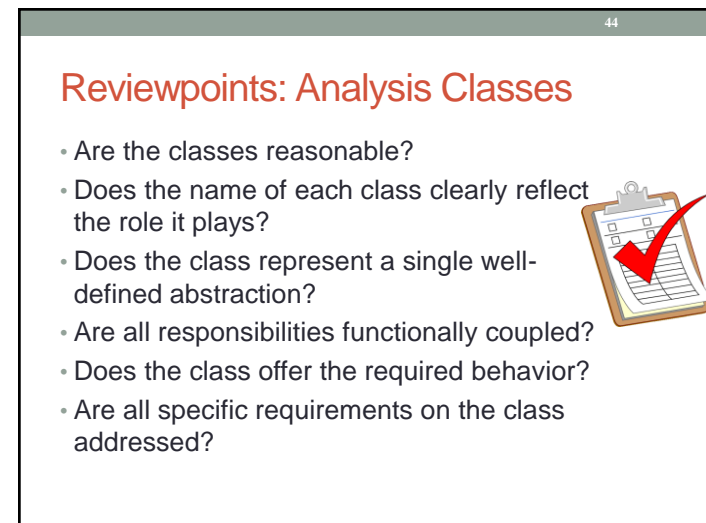 44
Reviewpoints: Analysis Classes
• Are the classes reasonable?
• Does the name of each class clearly reflect
the role it plays?
• Does the class represent a single well-
defined abstraction?
• Are all responsibilities functionally coupled?
• Does the class offer the required behavior?
• Are all specific requirements on the class
addressed?